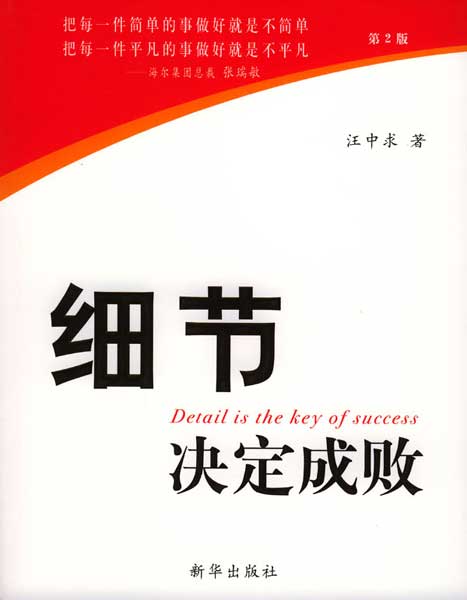 把每一件简单的事做好就是不简单
把每一件平凡的事做好就是不平凡
——海尔集团总裁 张瑞敏
第2版
汪中求 著
细节
Detail is the key of success
决定成败
新华出版社